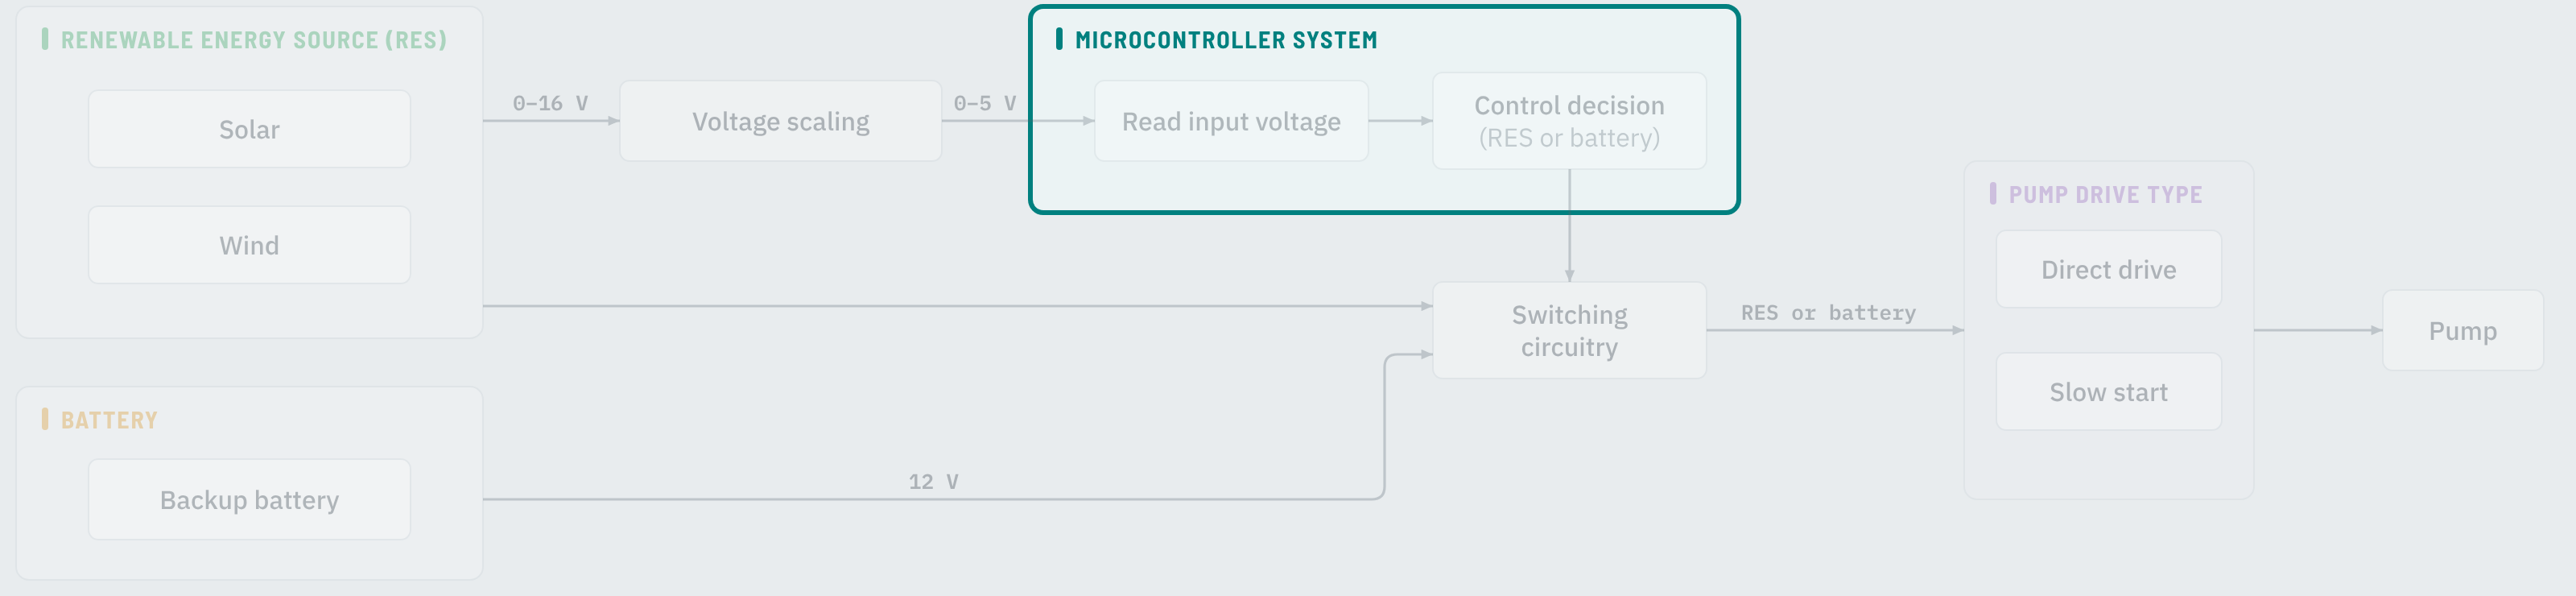 RENEWABLE ENERGY SOURCE (RES)
Solar
Wind
0–16 V
Voltage scaling
0–5 V
MICROCONTROLLER SYSTEM
Read input voltage
Control decision
(RES or battery)
BATTERY
Backup battery
12 V
Switching
circuitry
RES or battery
PUMP DRIVE TYPE
Direct drive
Slow start
Pump